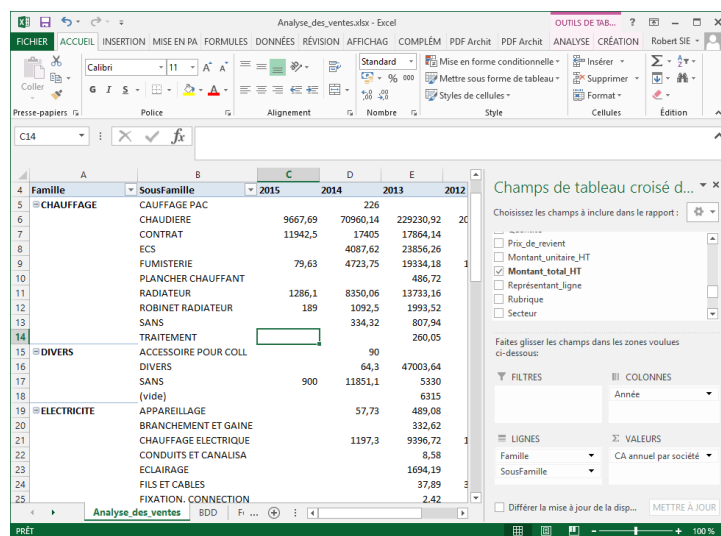 Analyse_des_ventes.xlsx - Excel
OUTILS DE TAB...
FICHIER ACCUEIL INSERTION MISE EN PA FORMULES DONNÉES RÉVISION AFFICHAG COMPLÉM PDF Archit PDF Archit ANALYSE CRÉATION Robert SIE
Coller
Calibri 11 A A
G I S
Standard
% 000
Mise en forme conditionnelle
Mettre sous forme de tableau
Styles de cellules
Insérer
Supprimer
Format
Presse-papiers Police Alignement Nombre Style Cellules Édition
C14 fx
A B C D E
4 Famille SousFamille 2015 2014 2013 2012
5 CHAUFFAGE CAUFFAGE PAC 226
6 CHAUDIERE 9667,69 70960,14 229230,92 20
7 CONTRAT 11942,5 17405 17864,14
8 ECS 4087,62 23856,26
9 FUMISTERIE 79,63 4723,75 19334,18 1
10 PLANCHER CHAUFFANT 486,72
11 RADIATEUR 1286,1 8350,06 13733,16
12 ROBINET RADIATEUR 189 1092,5 1993,52
13 SANS 334,32 807,94
14 TRAITEMENT 260,05
15 DIVERS ACCESSOIRE POUR COLL 90
16 DIVERS 64,3 47003,64
17 SANS 900 11851,1 5330
18 (vide) 6315
19 ELECTRICITE APPAREILLAGE 57,73 489,08
20 BRANCHEMENT ET GAINE 332,62
21 CHAUFFAGE ELECTRIQUE 1197,3 9396,72 1
22 CONDUITS ET CANALISA 8,58
23 ECLAIRAGE 1694,19
24 FILS ET CABLES 37,89 3
25 FIXATION. CONNECTION 2.42
Champs de tableau croisé d...
Choisissez les champs à inclure dans le rapport :
Prix_de_revient
Montant_unitaire_HT
Montant_total_HT
Représentant_ligne
Rubrique
Secteur
Faites glisser les champs dans les zones voulues
ci-dessous:
FILTRES
COLONNES
Année
LIGNES
Famille
SousFamille
Σ VALEURS
CA annuel par société
Différer la mise à jour de la disp...
METTRE À JOUR
Analyse_des_ventes BDD ...
PRÊT
100 %